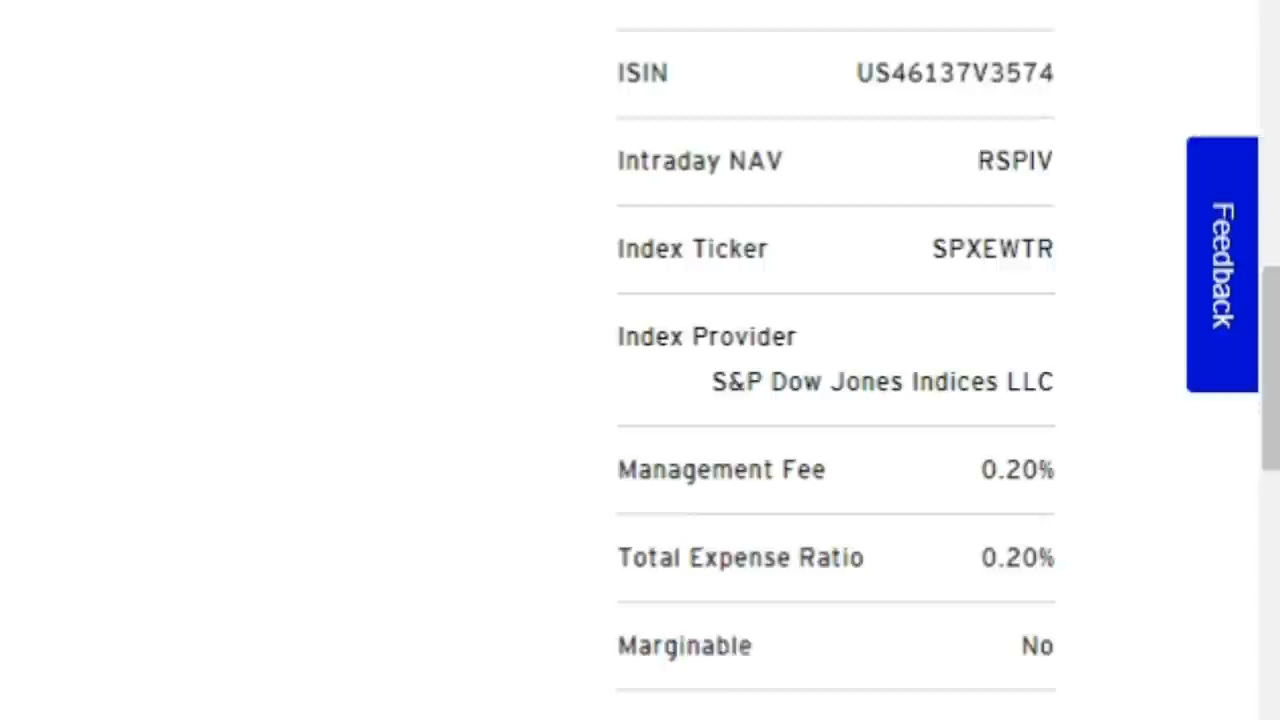 ISIN US46137V3574
Intraday NAV RSPIV
Index Ticker SPXEWTR
Index Provider
S&P Dow Jones Indices LLC
Management Fee 0.20%
Total Expense Ratio 0.20%
Marginable No
Feedback